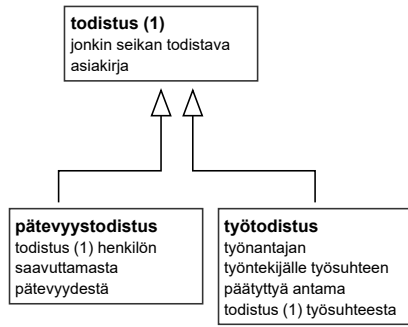 todistus (1)
jonkin seikan todistava
asiakirja
pätevyystodistus
todistus (1) henkilön
saavuttamasta
pätevyydestä
työtodistus
työnantajan
työntekijälle työsuhteen
päätyttyä antama
todistus (1) työsuhteesta